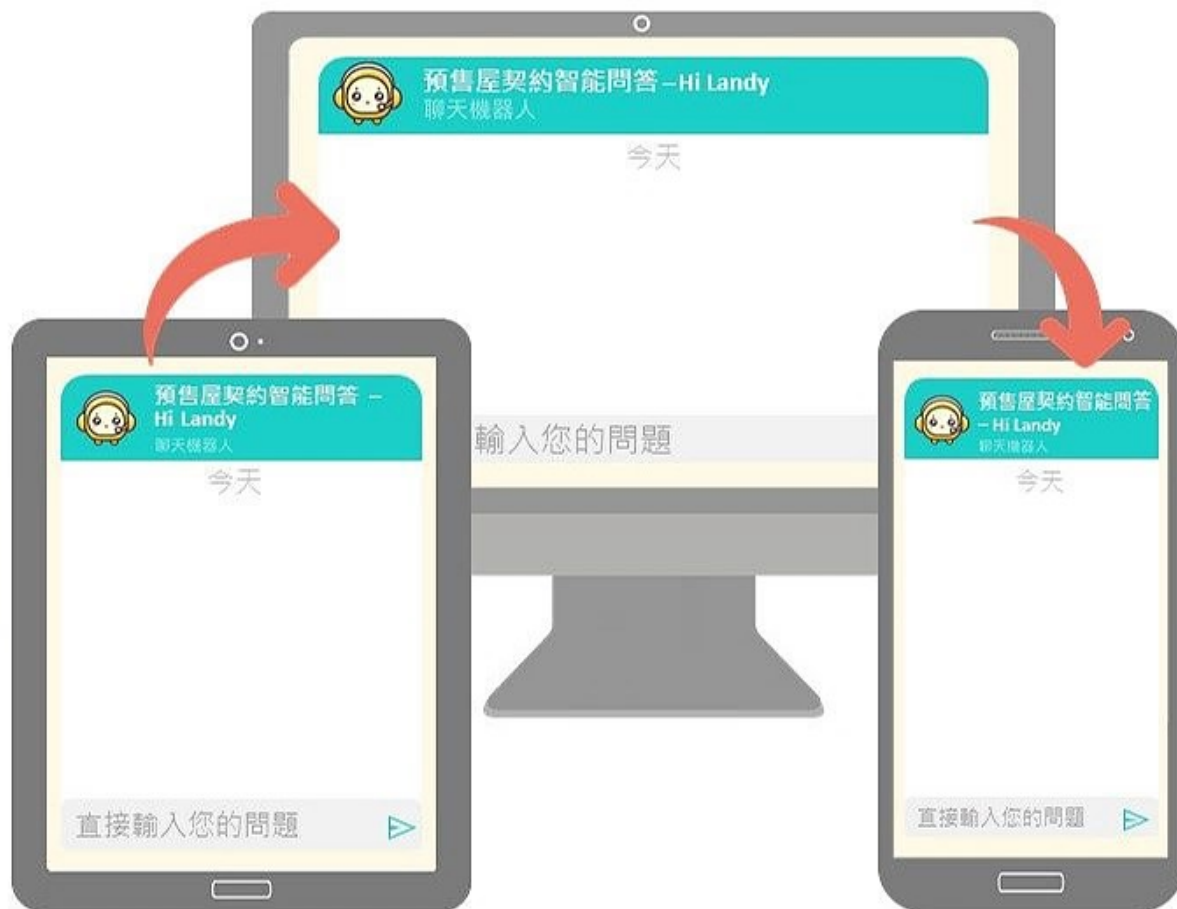 預售屋契約智能問答–Hi Landy
聊天機器人
今天
輸入您的問題
預售屋契約智能問答 –
Hi Landy
聊天機器人
今天
直接輸入您的問題
預售屋契約智能問答
– Hi Landy
聊天機器人
今天
直接輸入您的問題